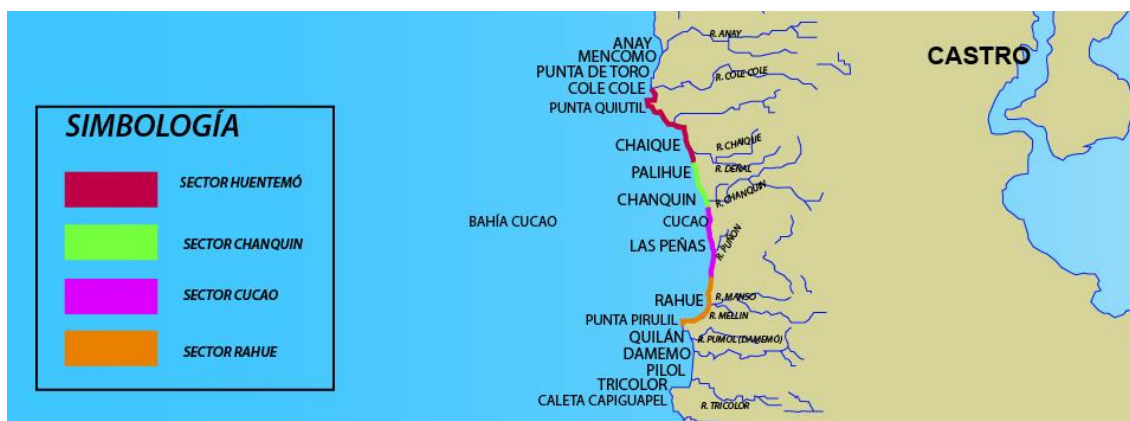 SIMBOLOGÍA
SECTOR HUENTEMÓ
SECTOR CHANQUIN
SECTOR CUCAO
SECTOR RAHUE
BAHÍA CUCAO
ANAY
MENCOMO
PUNTA DE TORO
COLE COLE
PUNTA QUIUTIL
CHAIQUE
PALIHUE
CHANQUIN
CUCAO
LAS PEÑAS
RAHUE
PUNTA PIRULIL
QUILÁN
DAMEMO
PILOL
TRICOLOR
CALETA CAPIGUAPEL
R. ANAY
R. COLE COLE
R. CHAIQUE
R. DEÑAL
R. CHANQUIN
R. PUÑON
R, MANSO
R. MELLIN
R. PUMOL (DAMEMÓ)
R. TRICOLOR
CASTRO